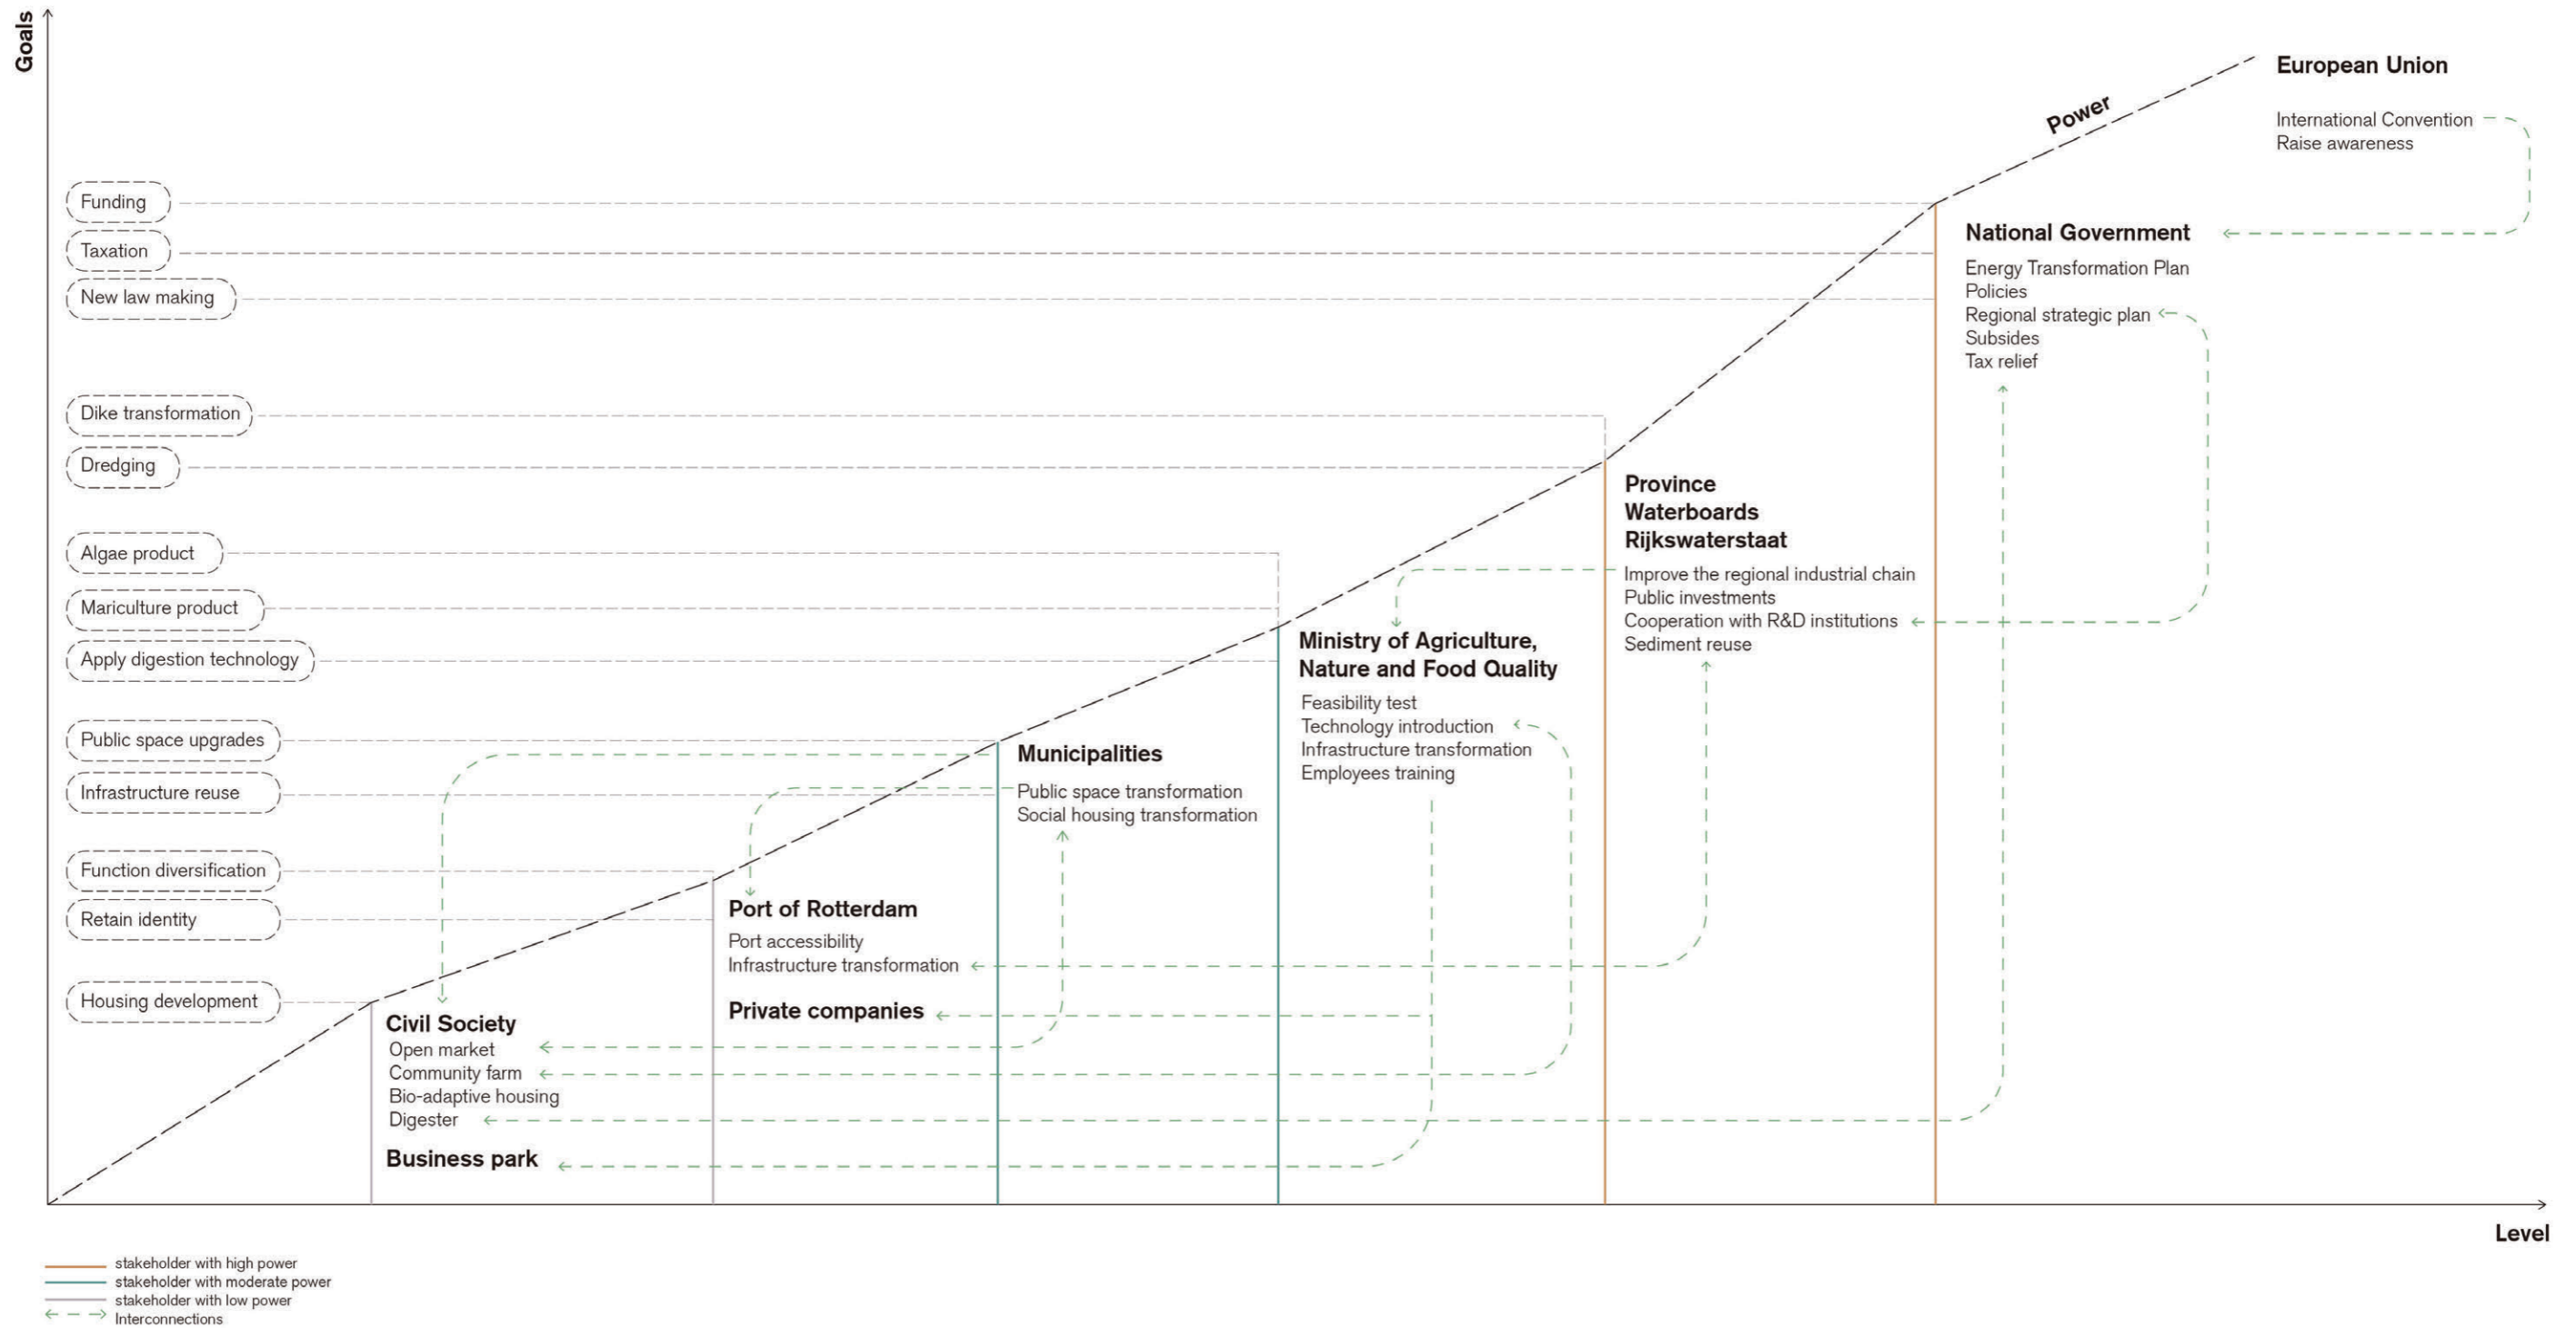 Goals
European Union
Power
International Convention
Raise awareness
Funding
National Government
Taxation
Energy Transformation Plan
New law making
Policies
Regional strategic plan
Subsides
Tax relief
Dike transformation
Dredging
Province
Waterboards
Rijkswaterstaat
Algae product
Improve the regional industrial chain
Public investments
Cooperation with R&D institutions
Sediment reuse
Mariculture product
Ministry of Agriculture,
Nature and Food Quality
Apply digestion technology
Feasibility test
Technology introduction
Infrastructure transformation
Employees training
Public space upgrades
Municipalities
Infrastructure reuse
Public space transformation
Social housing transformation
Function diversification
Retain identity
Port of Rotterdam
Port accessibility
Infrastructure transformation
Private companies
Housing development
Civil Society
Open market
Community farm
Bio-adaptive housing
Digester
Business park
Level
stakeholder with high power
stakeholder with moderate power
stakeholder with low power
Interconnections